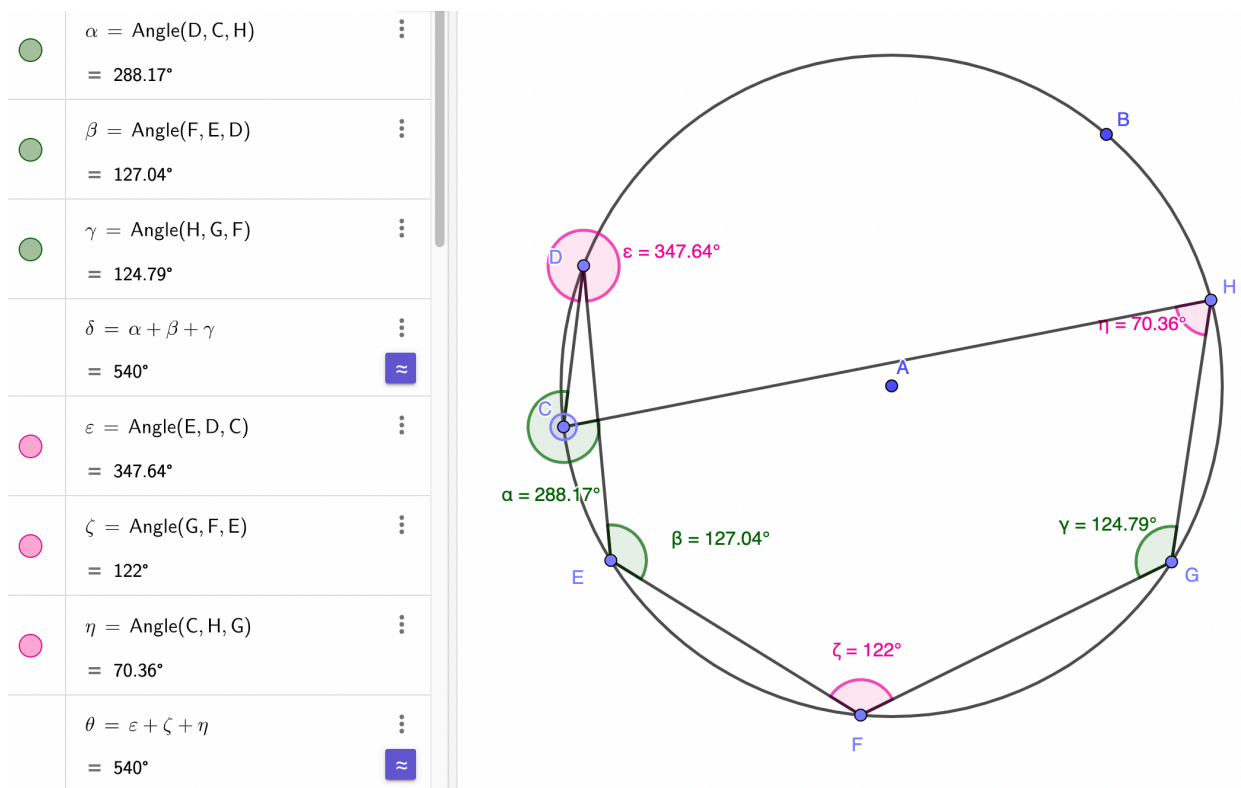 α = Angle(D, C, H)
= 288.17°
β = Angle(F, E, D)
= 127.04°
γ = Angle(H, G, F)
= 124.79°
δ = α + β + γ
= 540°
≈
ε = Angle(E, D, C)
= 347.64°
ζ = Angle(G, F, E)
= 122°
η = Angle(C, H, G)
= 70.36°
θ = ε + ζ + η
= 540°
≈
B
D
ε = 347.64°
H
η = 70.36°
A
C
α = 288.17°
γ = 124.79°
β = 127.04°
E
G
ζ = 122°
F